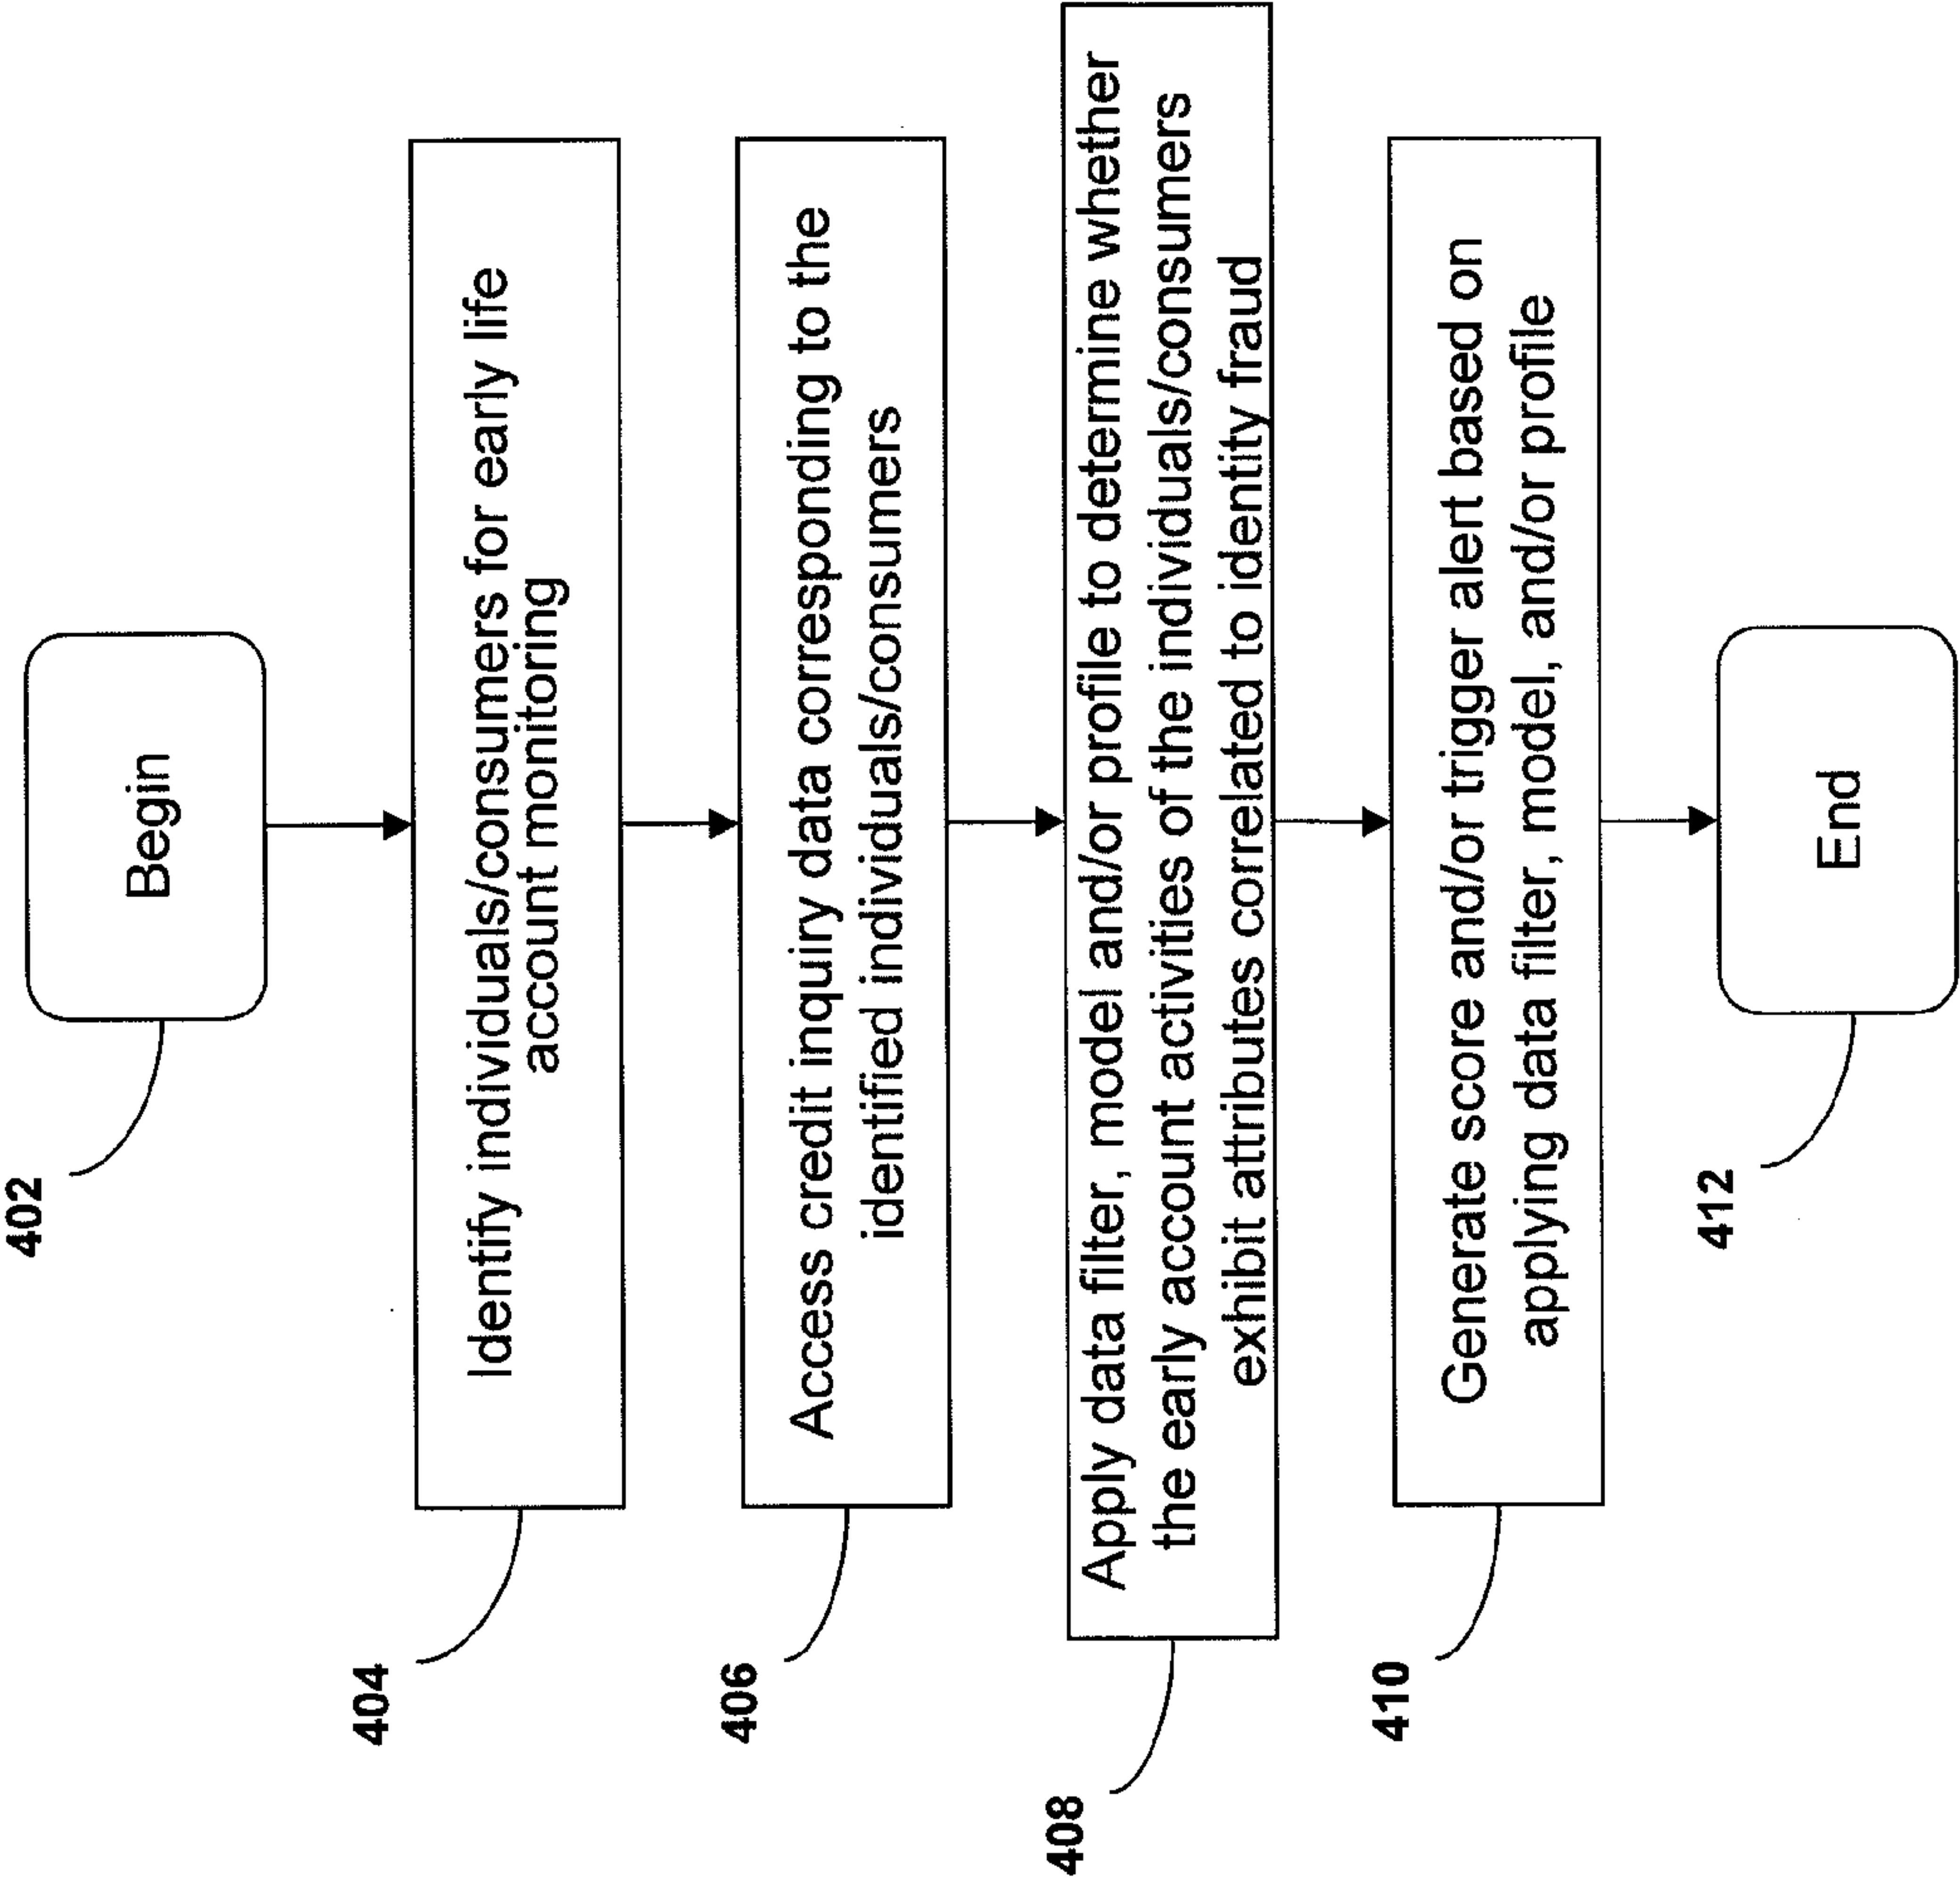 402
Begin
404
Identify individuals/consumers for early life
account monitoring
406
Access credit inquiry data corresponding to the
identified individuals/consumers
408
Apply data filter, model and/or profile to determine whether
the early account activities of the individuals/consumers
exhibit attributes correlated to identity fraud
410
Generate score and/or trigger alert based on
applying data filter, model, and/or profile
412
End